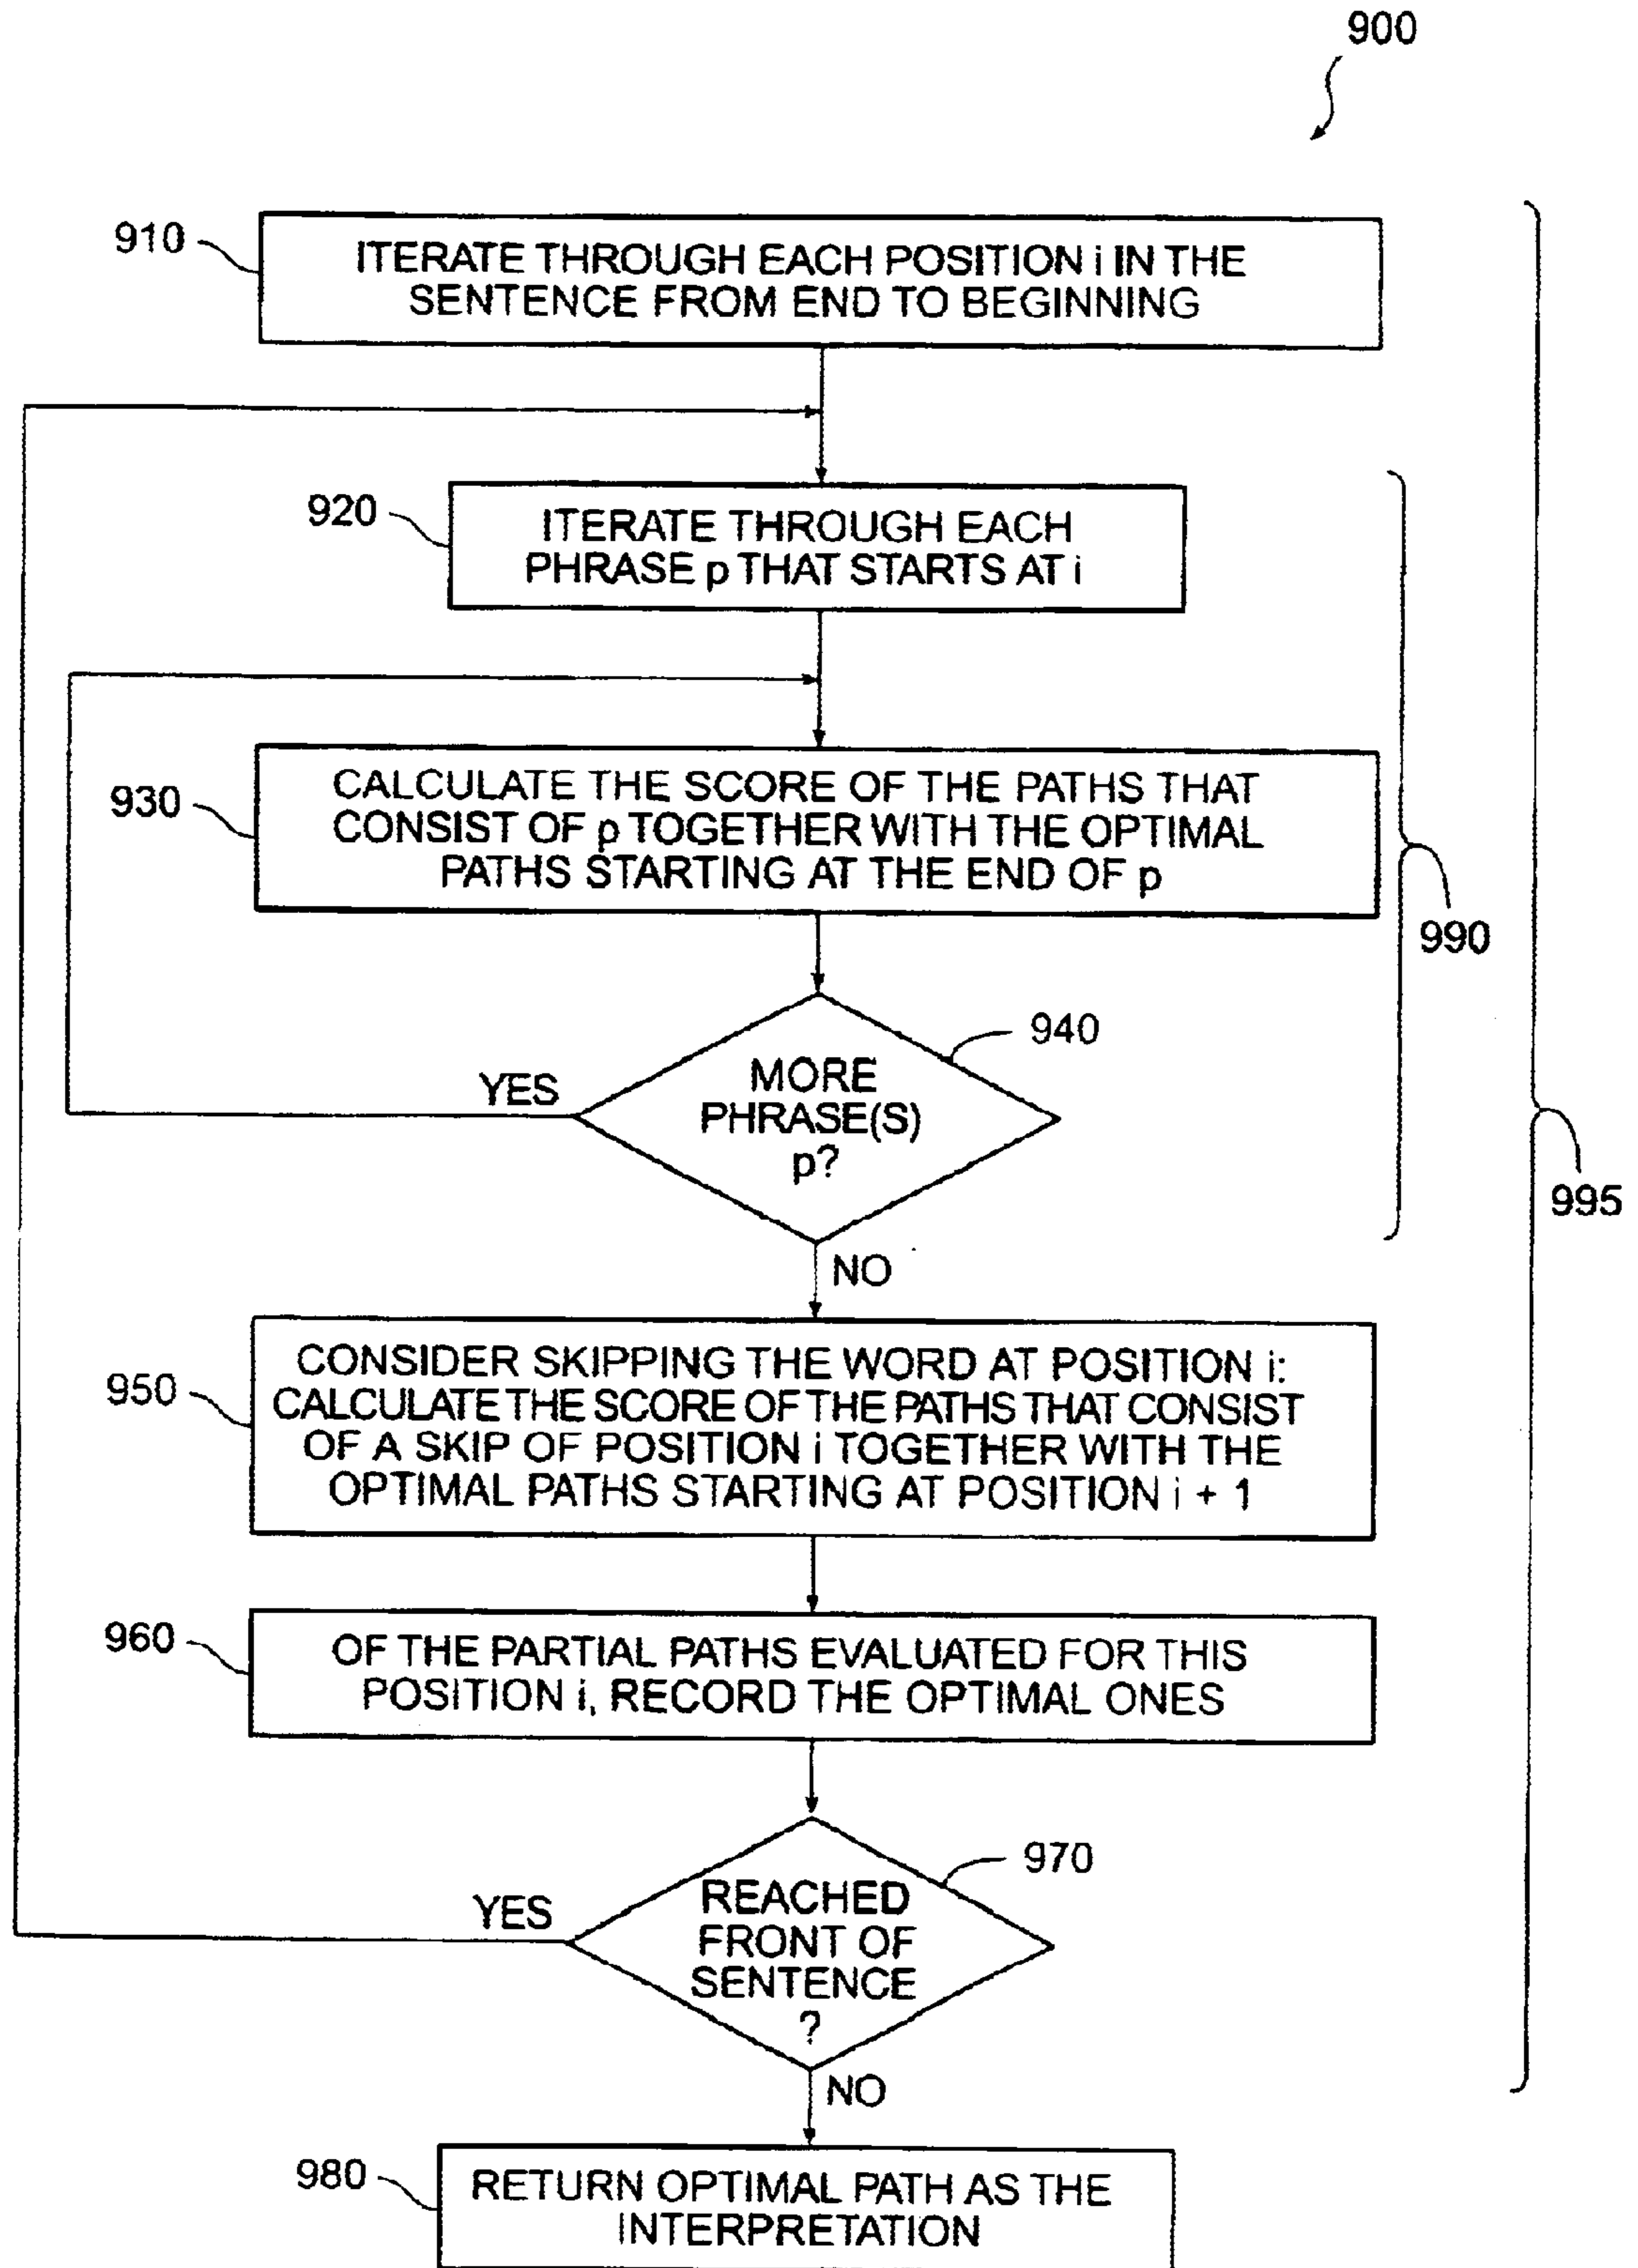 900
910
ITERATE THROUGH EACH POSITION i IN THE
SENTENCE FROM END TO BEGINNING
920
ITERATE THROUGH EACH
PHRASE p THAT STARTS AT i
930
CALCULATE THE SCORE OF THE PATHS THAT
CONSIST OF p TOGETHER WITH THE OPTIMAL
PATHS STARTING AT THE END OF p
990
940
YES
MORE
PHRASE(S)
p?
995
NO
950
CONSIDER SKIPPING THE WORD AT POSITION i:
CALCULATE THE SCORE OF THE PATHS THAT CONSIST
OF A SKIP OF POSITION i TOGETHER WITH THE
OPTIMAL PATHS STARTING AT POSITION i + 1
960
OF THE PARTIAL PATHS EVALUATED FOR THIS
POSITION i, RECORD THE OPTIMAL ONES
970
YES
REACHED
FRONT OF
SENTENCE
?
NO
980
RETURN OPTIMAL PATH AS THE
INTERPRETATION